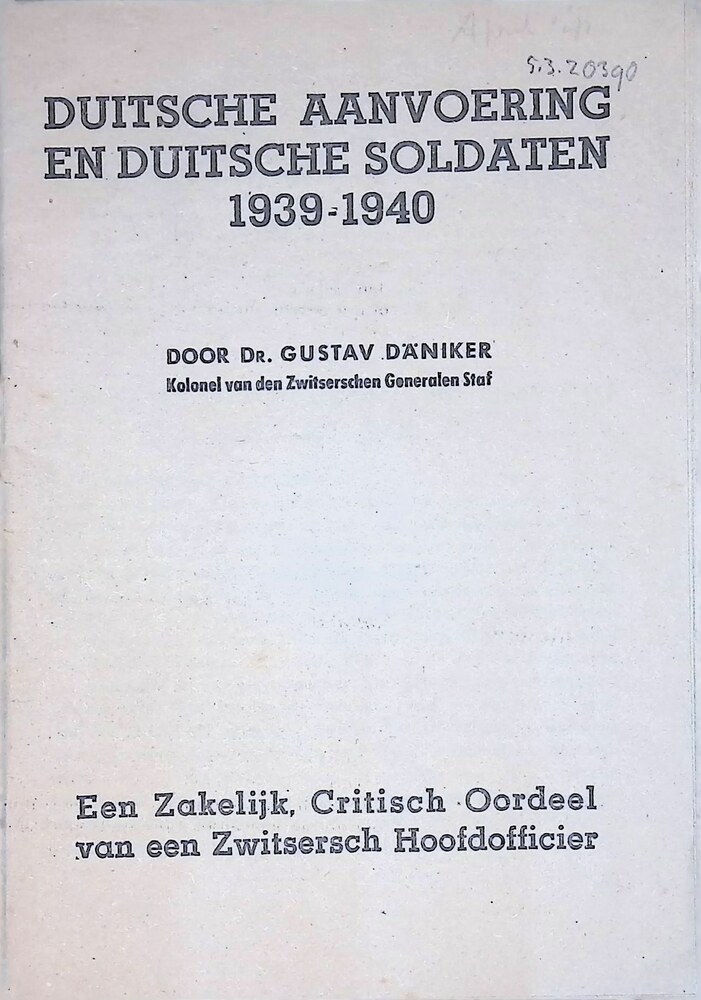 5.3.20390
DUITSCHE AANVOERING
EN DUITSCHE SOLDATEN
1939-1940
DOOR DR. GUSTAV DÄNIKER
Kolonel van den Zwitserschen Generalen Staf
Een Zakelijk, Critisch Oordeel
van een Zwitsersch Hoofdofficier